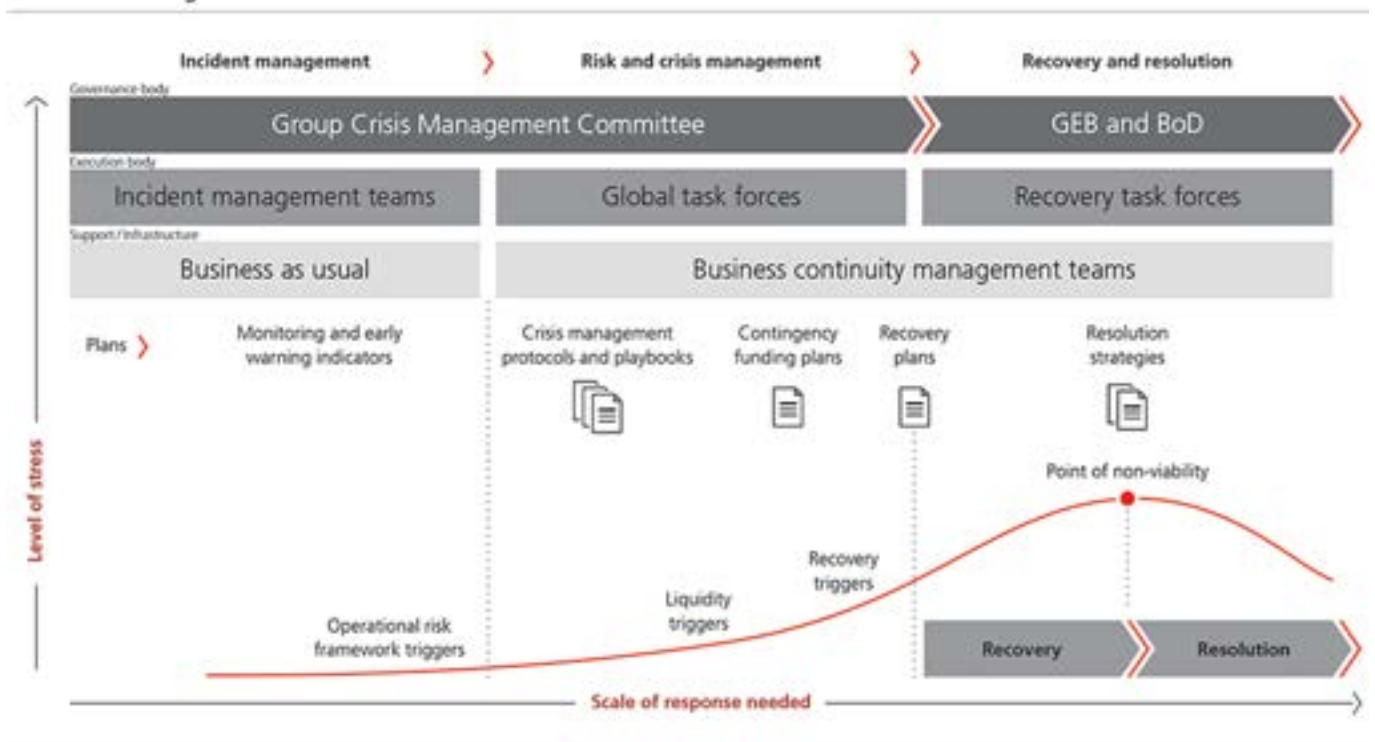 Incident management
Risk and crisis management
Recovery and resolution
Governance body
Group Crisis Management Committee
GEB and BoD
Execution body
Incident management teams
Global task forces
Recovery task forces
Support/Infrastructure
Business as usual
Business continuity management teams
Plans
Monitoring and early
warning indicators
Crisis management
protocols and playbooks
Contingency
funding plans
Recovery
plans
Resolution
strategies
Level of stress
Point of non-viability
Recovery
triggers
Liquidity
triggers
Operational risk
framework triggers
Recovery
Resolution
Scale of response needed